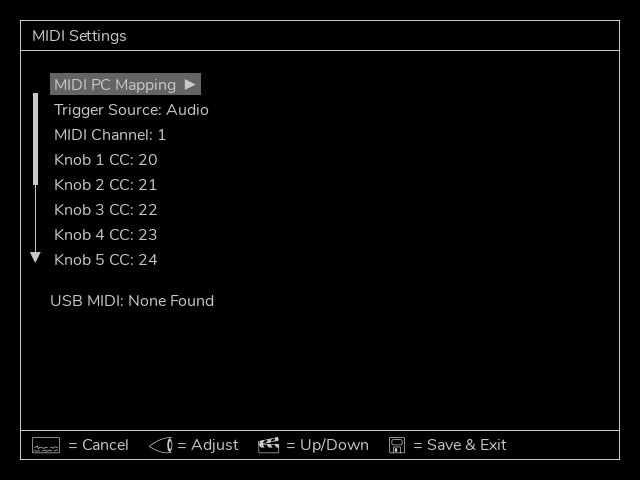 MIDI Settings
MIDI PC Mapping ►
Trigger Source: Audio
MIDI Channel: 1
Knob 1 CC: 20
Knob 2 CC: 21
Knob 3 CC: 22
Knob 4 CC: 23
Knob 5 CC: 24
USB MIDI: None Found
= Cancel = Adjust = Up/Down = Save & Exit